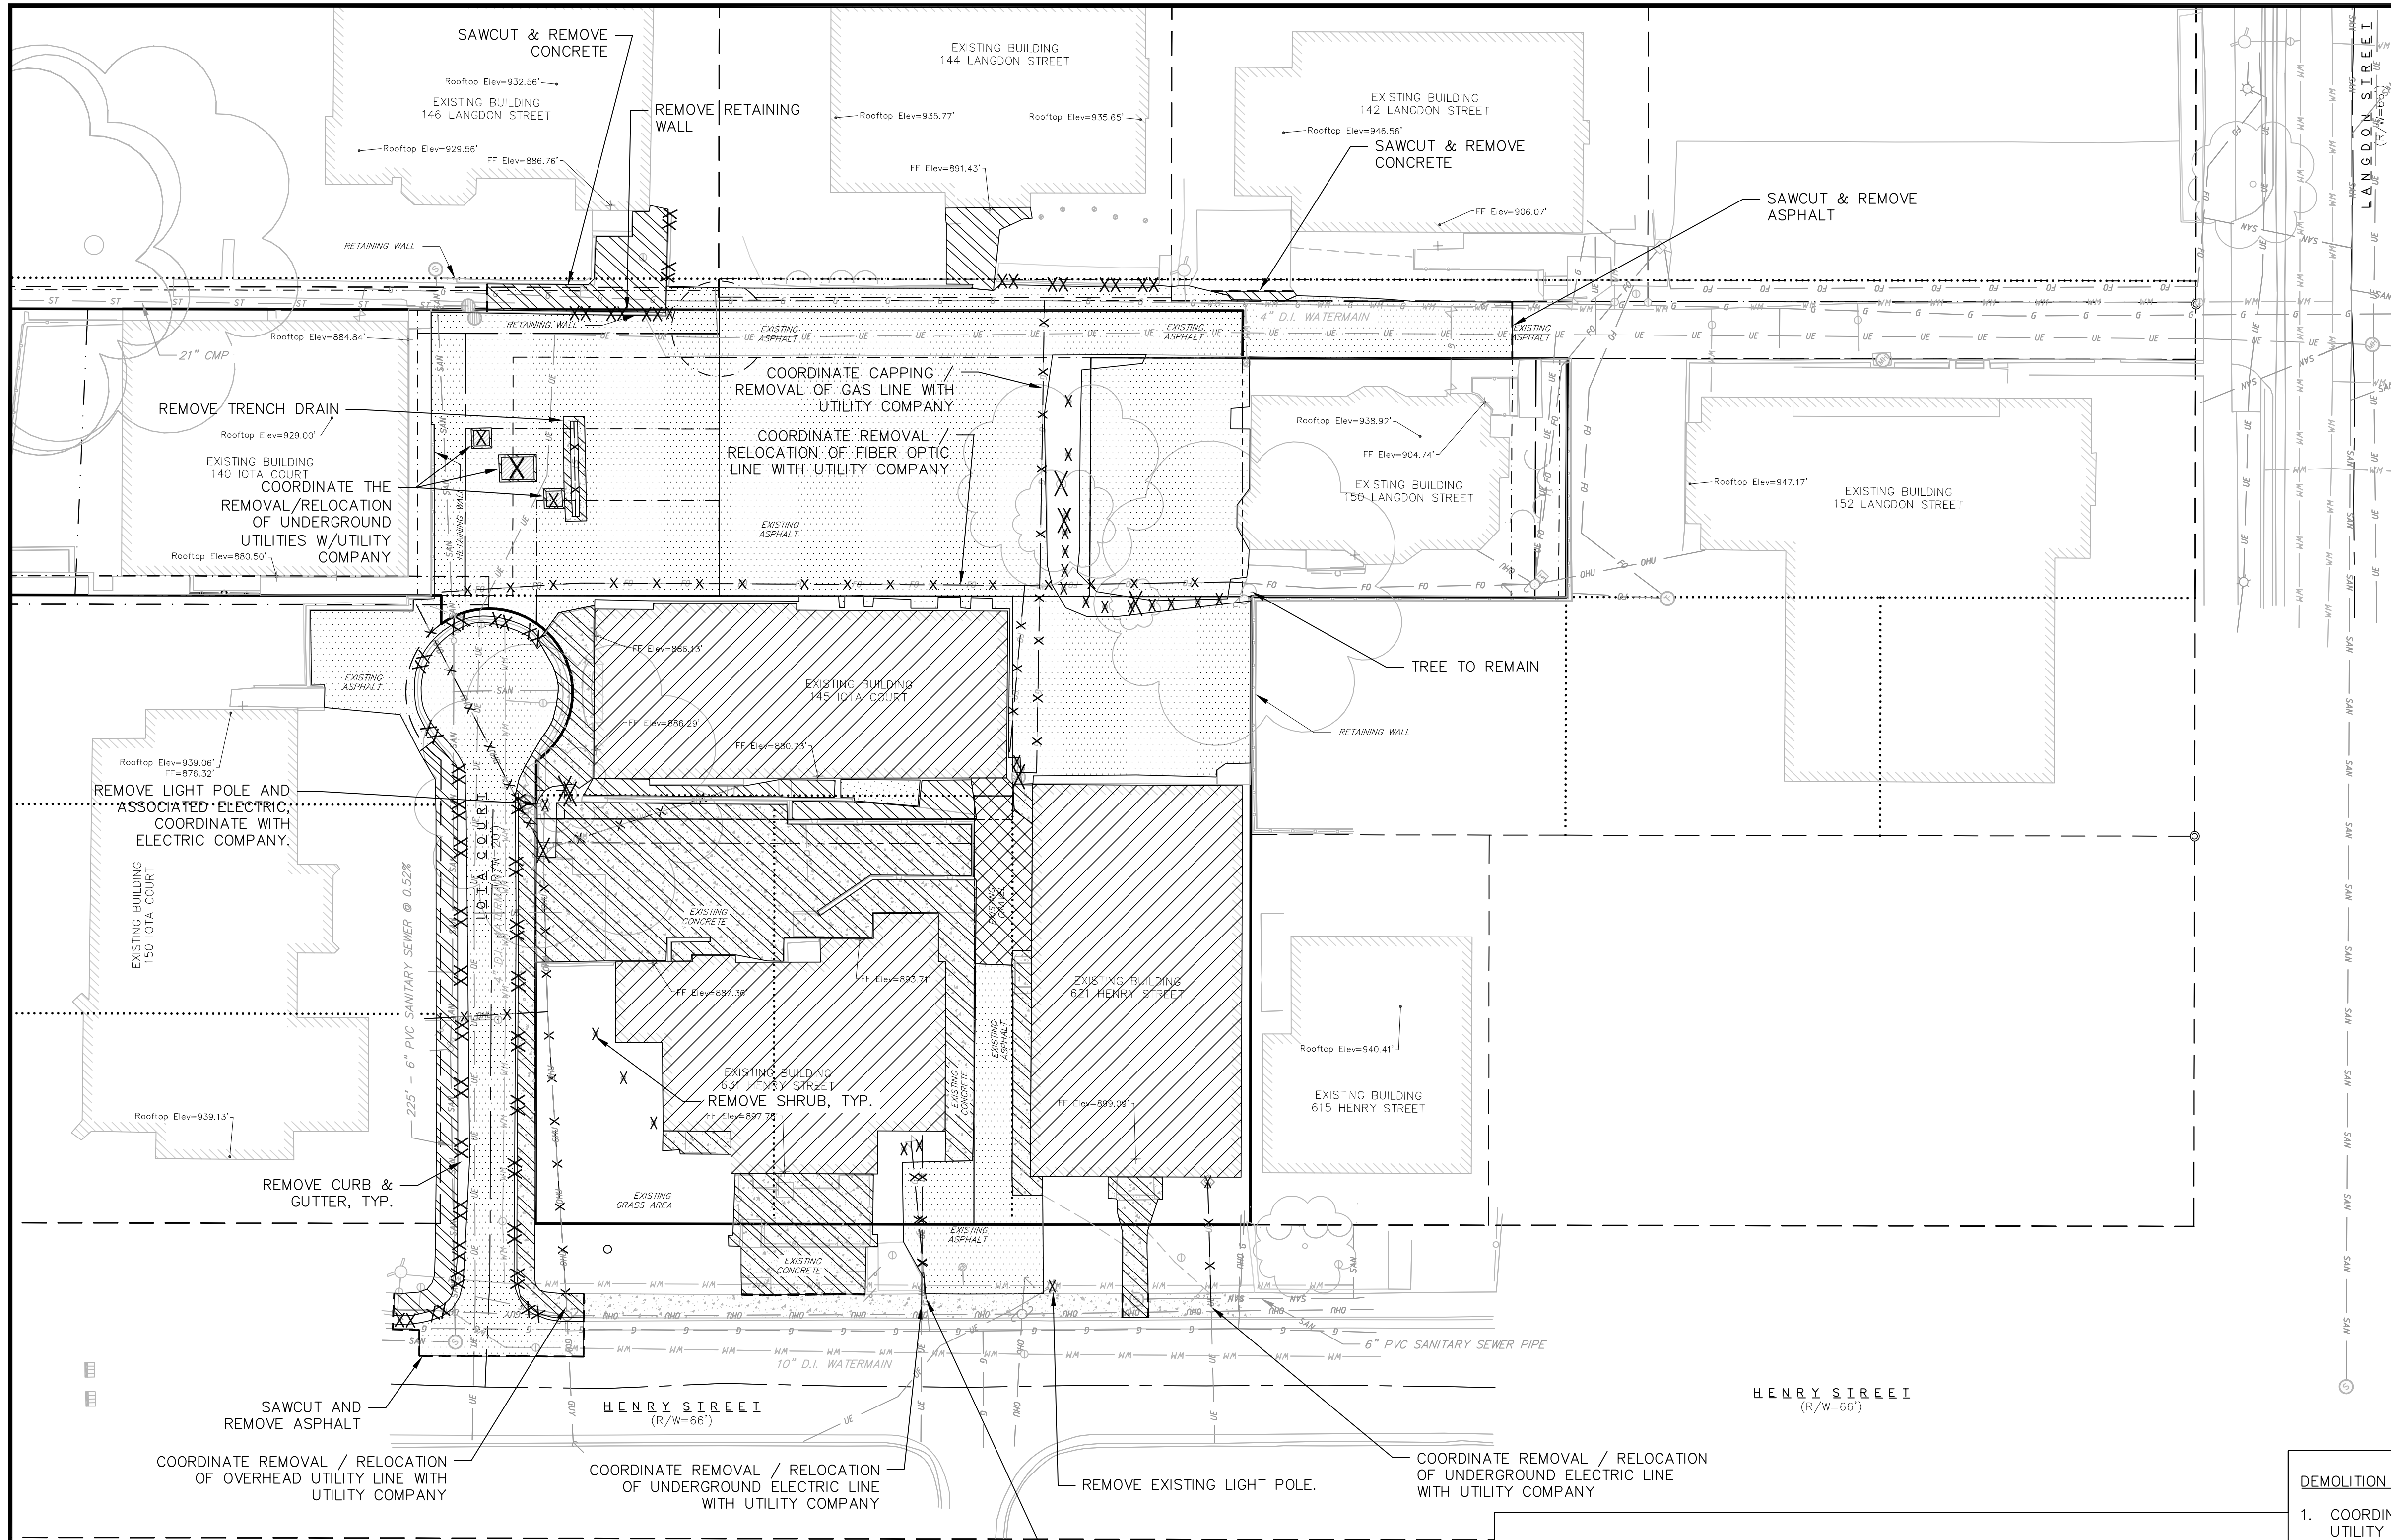 SAWCUT & REMOVE
CONCRETE
EXISTING BUILDING
144 LANGDON STREET
Rooftop Elev=932.56'
EXISTING BUILDING
146 LANGDON STREET
REMOVE RETAINING
WALL
Rooftop Elev=935.77'
Rooftop Elev=935.65'
EXISTING BUILDING
142 LANGDON STREET
Rooftop Elev=946.56'
SAWCUT & REMOVE
CONCRETE
LANGDON STREET
(R/W=66')
Rooftop Elev=929.56'
FF Elev=886.76'
FF Elev=891.43'
SAWCUT & REMOVE
ASPHALT
FF Elev=906.07'
RETAINING WALL
RETAINING WALL
EXISTING
ASPHALT
EXISTING
ASPHALT
4" D.I. WATERMAIN
EXISTING
ASPHALT
Rooftop Elev=884.84'
21" CMP
COORDINATE CAPPING /
REMOVAL OF GAS LINE WITH
UTILITY COMPANY
REMOVE TRENCH DRAIN
Rooftop Elev=929.00'
COORDINATE REMOVAL /
RELOCATION OF FIBER OPTIC
LINE WITH UTILITY COMPANY
Rooftop Elev=938.92'
FF Elev=904.74'
EXISTING BUILDING
140 IOTA COURT
COORDINATE THE
REMOVAL/RELOCATION
OF UNDERGROUND
UTILITIES W/UTILITY
COMPANY
RETAINING WALL
EXISTING BUILDING
150 LANGDON STREET
Rooftop Elev=947.17'
EXISTING BUILDING
152 LANGDON STREET
EXISTING
ASPHALT
Rooftop Elev=880.50'
FF Elev=886.13'
TREE TO REMAIN
EXISTING
ASPHALT
EXISTING BUILDING
145 IOTA COURT
FF Elev=886.29'
FF Elev=880.73'
RETAINING WALL
Rooftop Elev=939.06'
FF=876.32'
REMOVE LIGHT POLE AND
ASSOCIATED ELECTRIC,
COORDINATE WITH
ELECTRIC COMPANY.
EXISTING BUILDING
150 IOTA COURT
225' - 6" PVC SANITARY SEWER @ 0.52%
IOTA COURT
(R/W=20')
4" D.I. WATERMAIN
EXISTING
CONCRETE
EXISTING
GRAVEL
FF Elev=887.36
FF Elev=893.71'
EXISTING BUILDING
621 HENRY STREET
EXISTING
ASPHALT
EXISTING BUILDING
631 HENRY STREET
REMOVE SHRUB, TYP.
EXISTING
CONCRETE
FF Elev=899.09'
Rooftop Elev=940.41'
EXISTING BUILDING
615 HENRY STREET
Rooftop Elev=939.13'
REMOVE CURB &
GUTTER, TYP.
EXISTING
GRASS AREA
EXISTING
CONCRETE
EXISTING
ASPHALT
10" D.I. WATERMAIN
6" PVC SANITARY SEWER PIPE
SAWCUT AND
REMOVE ASPHALT
HENRY STREET
(R/W=66')
HENRY STREET
(R/W=66')
COORDINATE REMOVAL / RELOCATION
OF OVERHEAD UTILITY LINE WITH
UTILITY COMPANY
COORDINATE REMOVAL / RELOCATION
OF UNDERGROUND ELECTRIC LINE
WITH UTILITY COMPANY
REMOVE EXISTING LIGHT POLE.
COORDINATE REMOVAL / RELOCATION
OF UNDERGROUND ELECTRIC LINE
WITH UTILITY COMPANY
DEMOLITION
1.
UTILITY